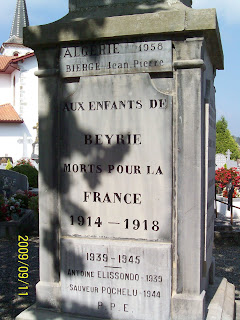 ALGERIE 1958
BIERGE-Jean Pierre
AUX ENFANTS DE
BEYRIE
MORTS POUR LA
FRANCE
1914-1918
1939-1945
ANTOINE ELISSONDO-1939
SAUVEUR POCHELU-1944
P.P.E.
2009/09/11